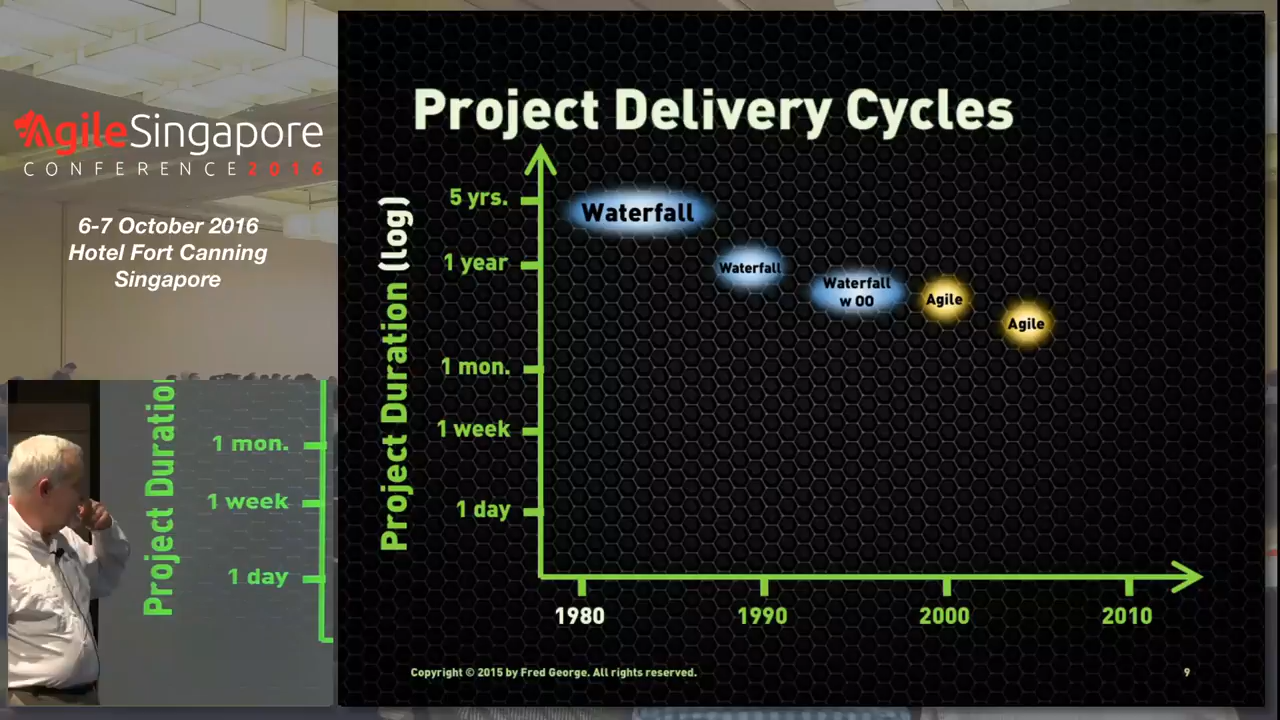 AgileSingapore
CONFERENCE 2016
6-7 October 2016
Hotel Fort Canning
Singapore
Project Duratio
1 mon.
1 week
1 day
Project Delivery Cycles
Project Duration (Log)
5 yrs.
1 year
1 mon.
1 week
1 day
Waterfall
Waterfall
Waterfall
w OO
Agile
Agile
1980
1990
2000
2010
Copyright © 2015 by Fred George. All rights reserved.
9